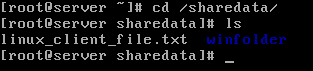 [root@server ~]# cd /sharedata/
[root@server sharedata]# ls
linux_client_file.txt  winfolder
[root@server sharedata]# _